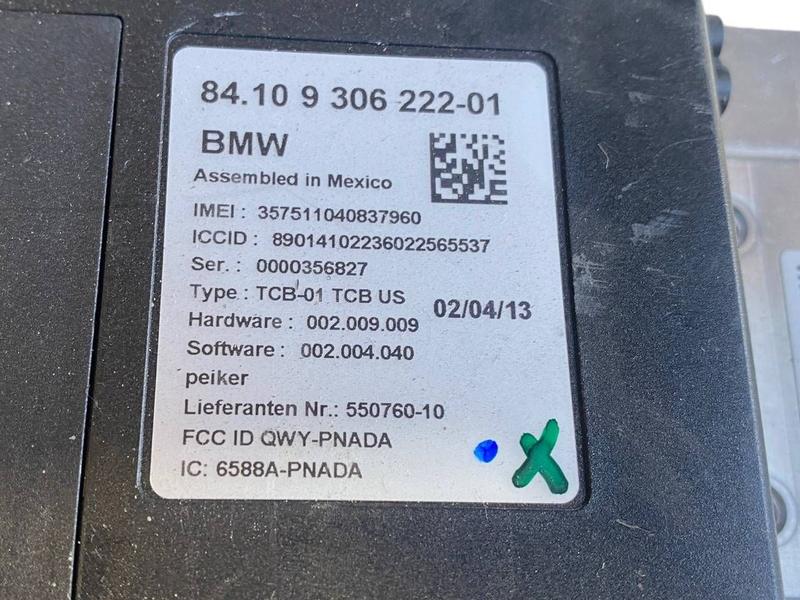 84.10 9 306 222-01
BMW
Assembled in Mexico
IMEI : 357511040837960
ICCID : 89014102236022565537
Ser. : 0000356827
Type : TCB-01 TCB US
02/04/13
Hardware : 002.009.009
Software : 002.004.040
peiker
Lieferanten Nr.: 550760-10
FCC ID QWY-PNADA
IC: 6588A-PNADA